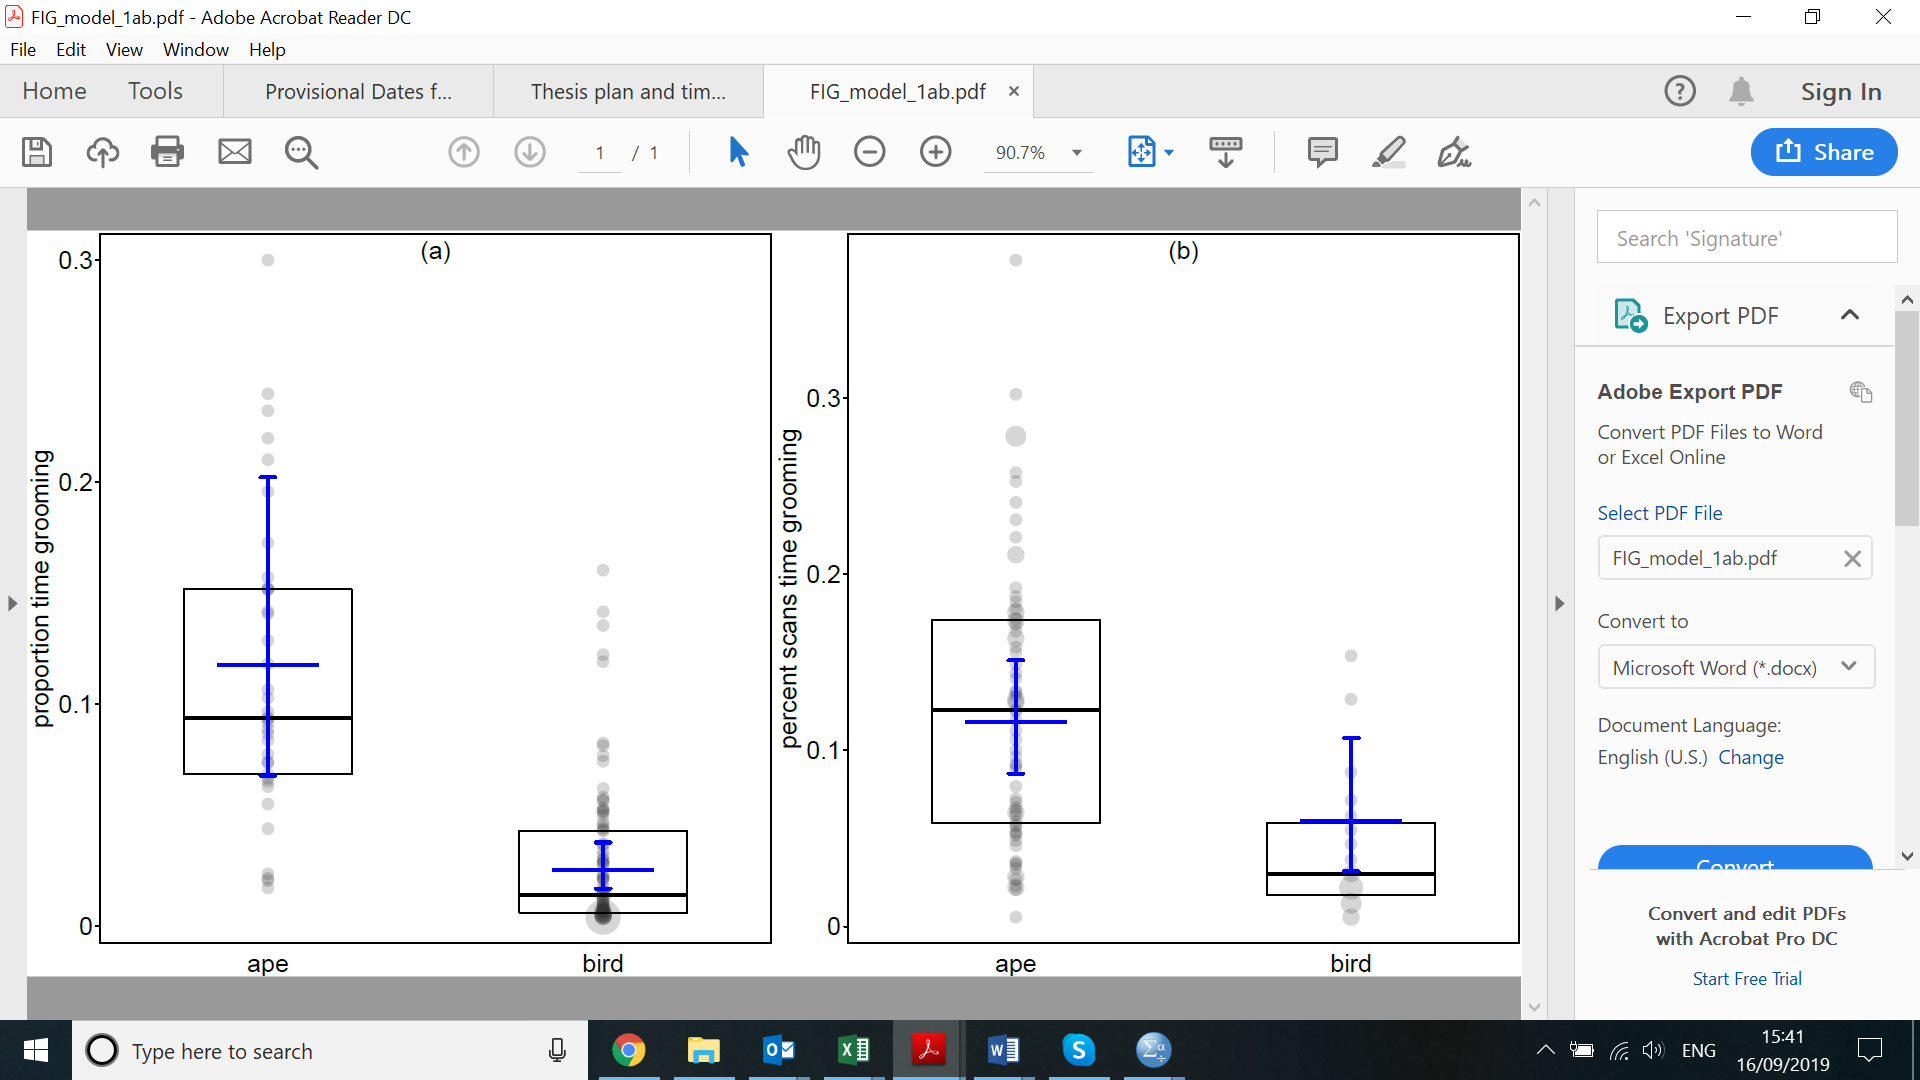 FIG_model_1ab.pdf - Adobe Acrobat Reader DC
File Edit View Window Help
Home Tools Provisional Dates f... Thesis plan and tim... FIG_model_1ab.pdf × Sign In
1 / 1 90.7% Share
(a)
0.3
0.2
0.1
0
proportion time grooming
ape bird
(b)
0.3
0.2
0.1
0
percent scans time grooming
ape bird
Search 'Signature'
Export PDF
Adobe Export PDF
Convert PDF Files to Word
or Excel Online
Select PDF File
FIG_model_1ab.pdf
Convert to
Microsoft Word (*.docx)
Document Language:
English (U.S.) Change
Convert
Convert and edit PDFs
with Acrobat Pro DC
Start Free Trial
Type here to search
ENG
15:41
16/09/2019